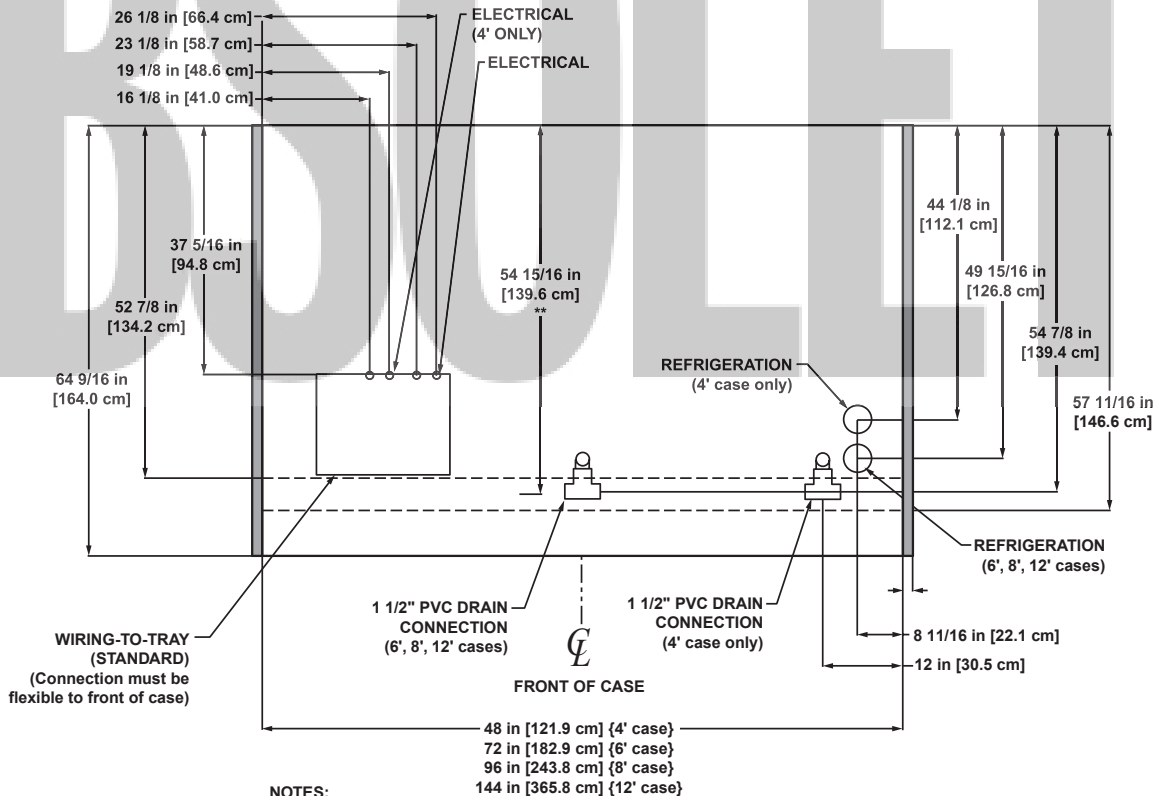 BSOLET
26 1/8 in [66.4 cm]
23 1/8 in [58.7 cm]
19 1/8 in [48.6 cm]
16 1/8 in [41.0 cm]
ELECTRICAL
(4' ONLY)
ELECTRICAL
37 5/16 in
[94.8 cm]
52 7/8 in
[134.2 cm]
64 9/16 in
[164.0 cm]
54 15/16 in
[139.6 cm]
**
44 1/8 in
[112.1 cm]
49 15/16 in
[126.8 cm]
54 7/8 in
[139.4 cm]
57 11/16 in
[146.6 cm]
REFRIGERATION
(4' case only)
REFRIGERATION
(6', 8', 12' cases)
1 1/2" PVC DRAIN
CONNECTION
(6', 8', 12' cases)
1 1/2" PVC DRAIN
CONNECTION
(4' case only)
8 11/16 in [22.1 cm]
12 in [30.5 cm]
WIRING-TO-TRAY
(STANDARD)
(Connection must be
flexible to front of case)
CL
FRONT OF CASE
48 in [121.9 cm] {4' case}
72 in [182.9 cm] {6' case}
96 in [243.8 cm] {8' case}
144 in [365.8 cm] {12' case}
NOTES: